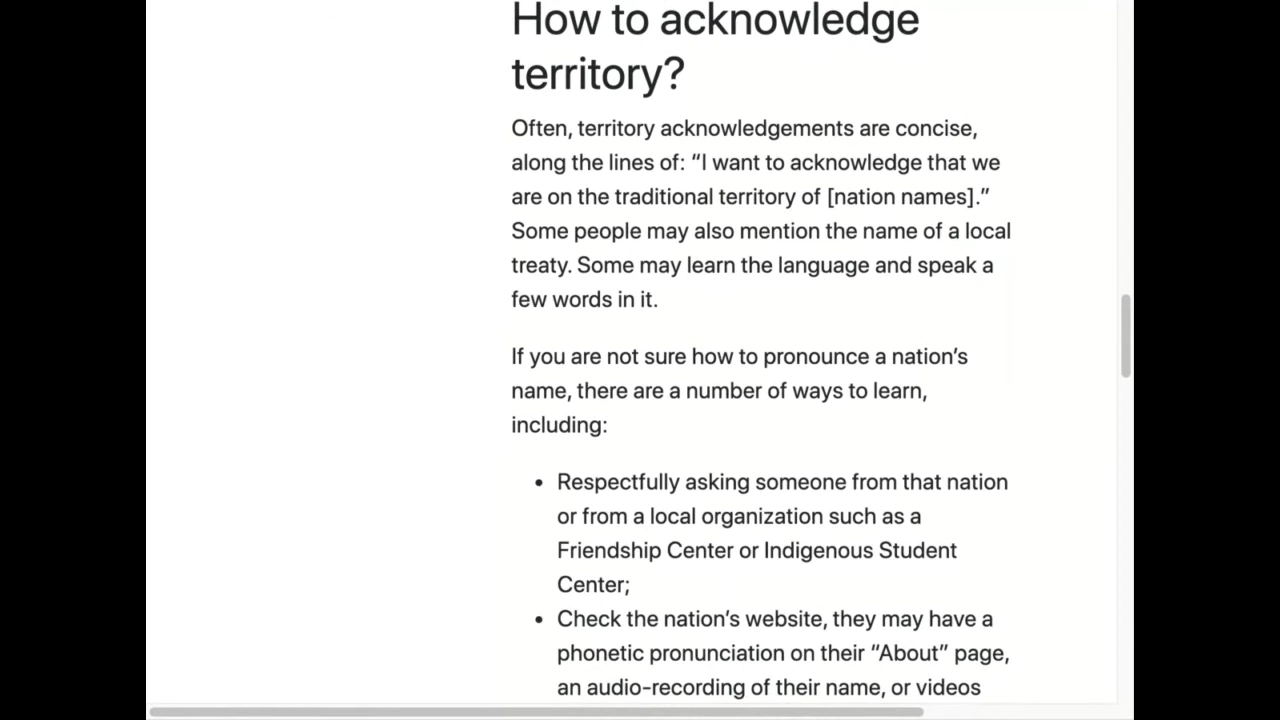 How to acknowledge
territory?
Often, territory acknowledgements are concise,
along the lines of: “I want to acknowledge that we
are on the traditional territory of [nation names].”
Some people may also mention the name of a local
treaty. Some may learn the language and speak a
few words in it.
If you are not sure how to pronounce a nation’s
name, there are a number of ways to learn,
including:
• Respectfully asking someone from that nation
or from a local organization such as a
Friendship Center or Indigenous Student
Center;
• Check the nation’s website, they may have a
phonetic pronunciation on their “About” page,
an audio-recording of their name, or videos